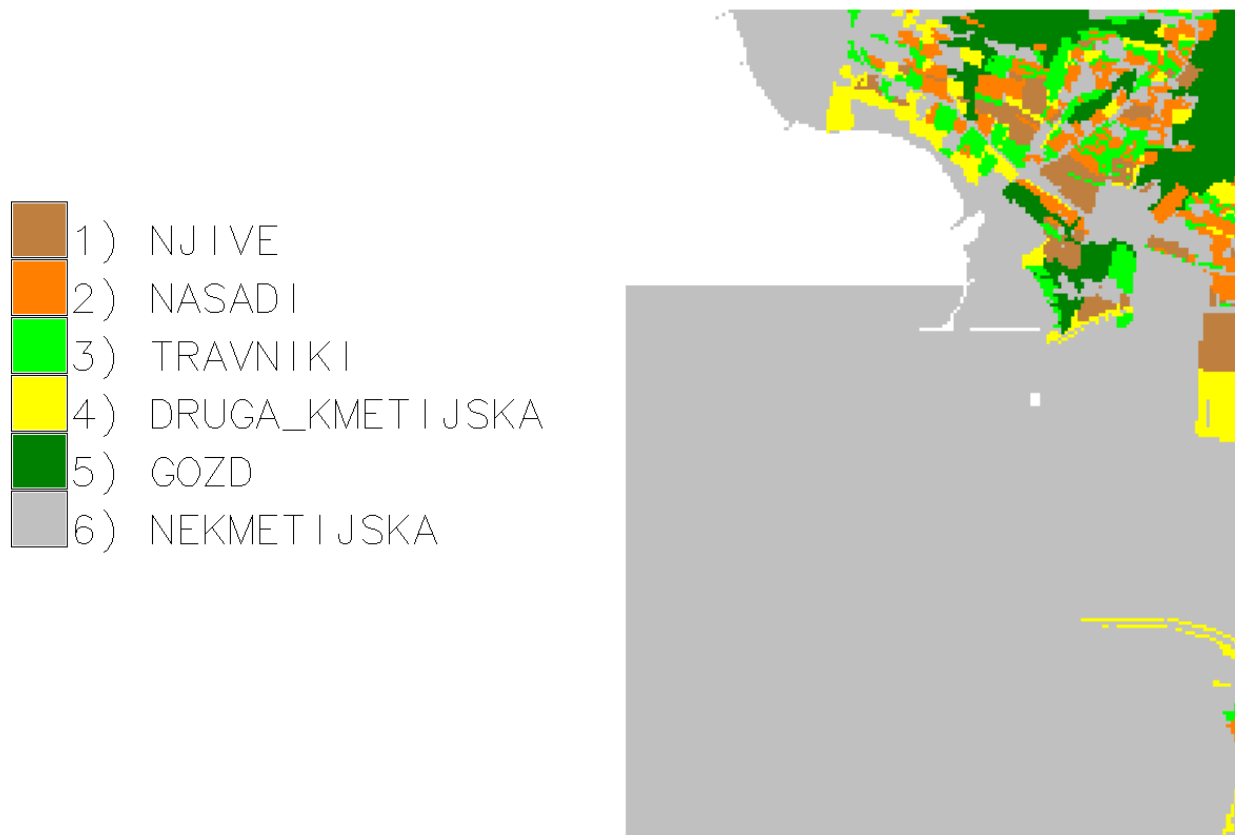 1) NJIVE
2) NASADI
3) TRAVNIKI
4) DRUGA_KMETIJSKA
5) GOZD
6) NEKMETIJSKA